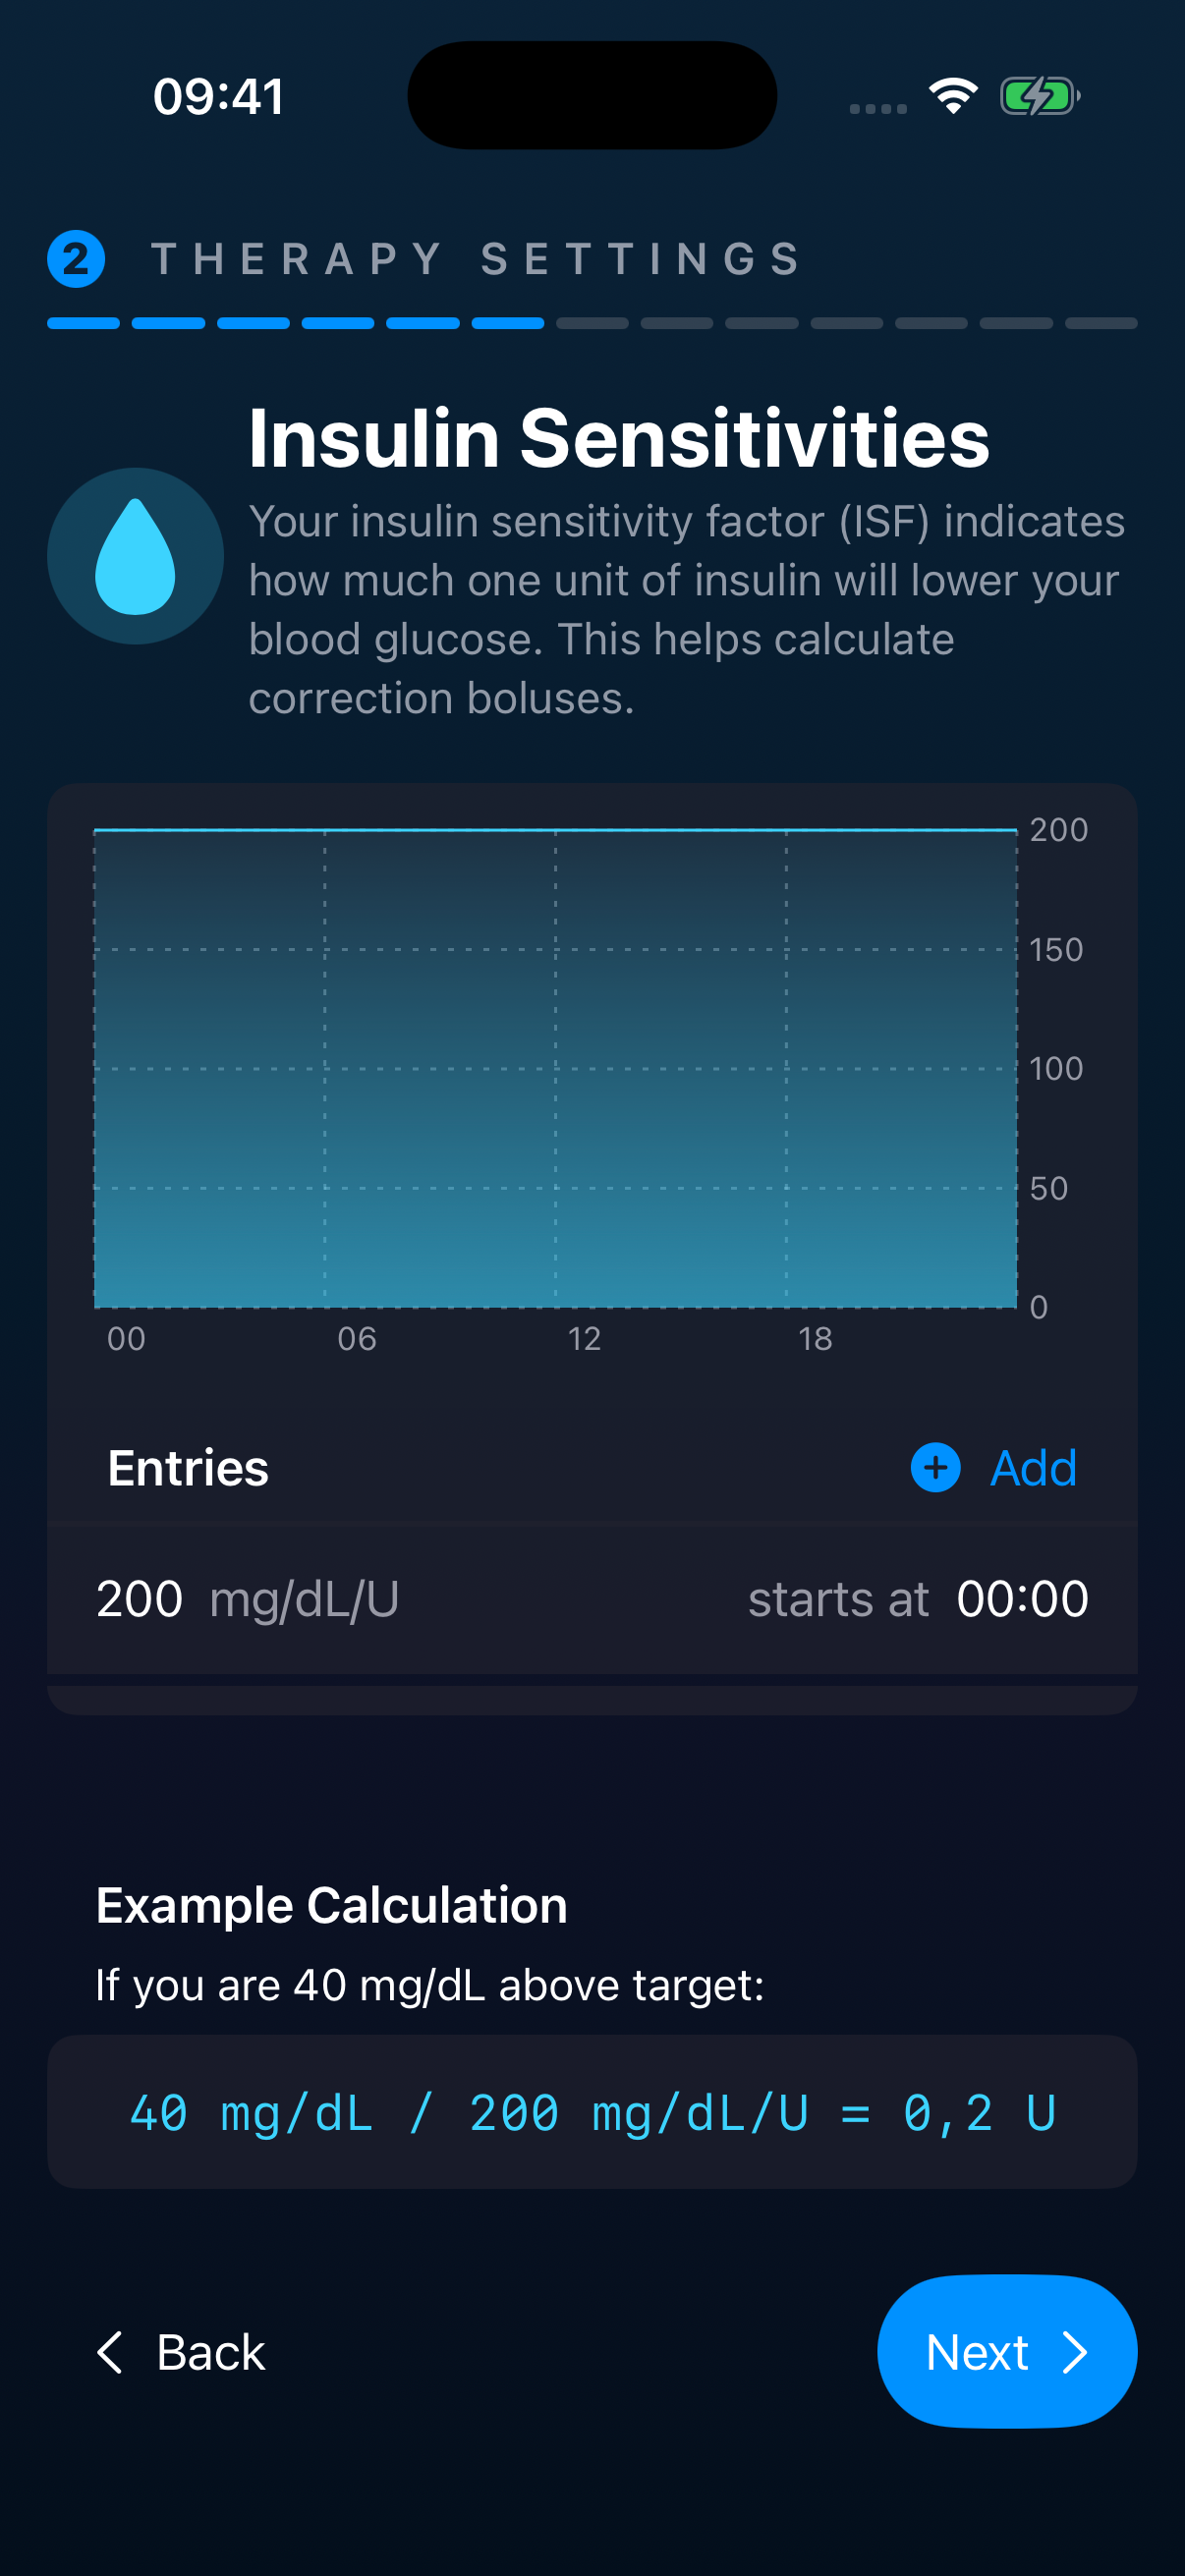 09:41
2 THERAPY SETTINGS
Insulin Sensitivities
Your insulin sensitivity factor (ISF) indicates
how much one unit of insulin will lower your
blood glucose. This helps calculate
correction boluses.
200
150
100
50
0
00 06 12 18
Entries Add
200 mg/dL/U starts at 00:00
Example Calculation
If you are 40 mg/dL above target:
40 mg/dL / 200 mg/dL/U = 0,2 U
Back Next